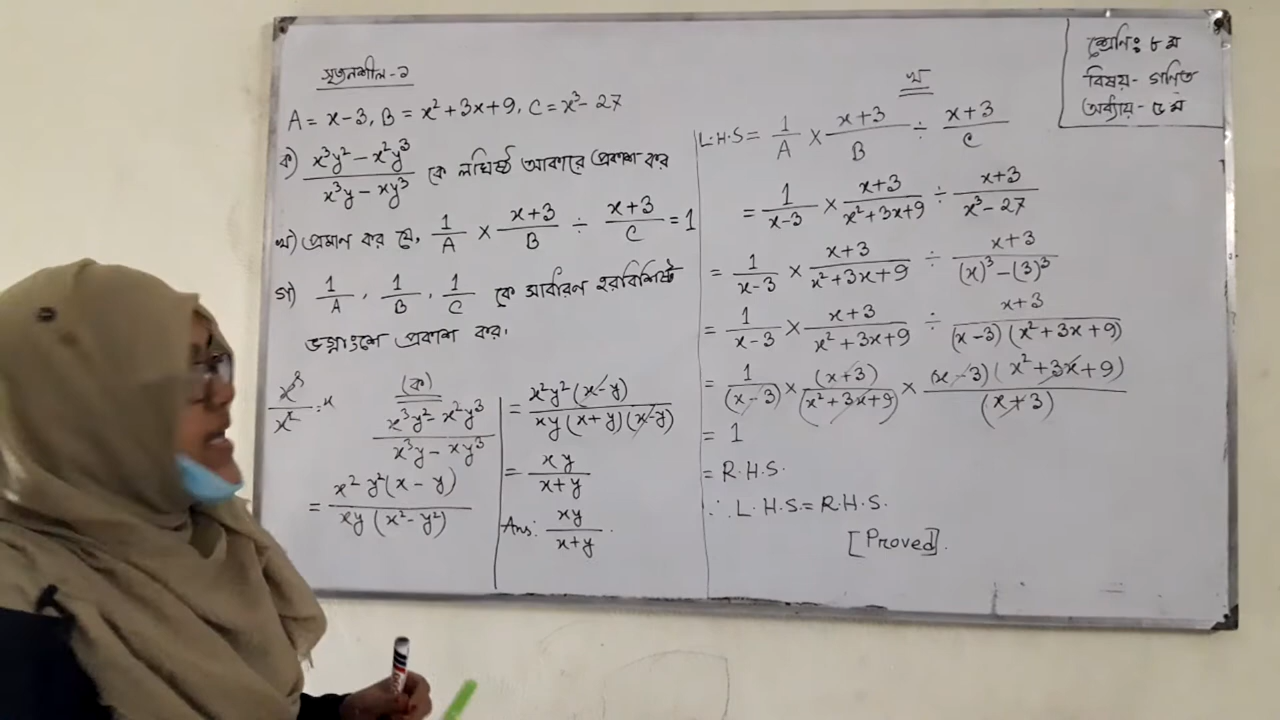 সৃজনশীল-১
A = x-3, B = x² + 3x + 9, C = x³ - 27
ক) (x³y² - x²y³)/(x³y - xy³) কে লঘিষ্ঠ আকারে প্রকাশ কর
খ) প্রমান কর যে, 1/A × (x+3)/B ÷ (x+3)/C = 1
গ) 1/A, 1/B, 1/C কে সাধারন হরবিশিষ্ট
ভগ্নাংশে প্রকাশ কর।
x³/x² = x
(ক)
(x³y² - x²y³)/(x³y - xy³)
= x²y²(x - y)/xy(x² - y²)
= x²y²(x-y)/xy(x+y)(x-y)
= xy/(x+y)
Ans: xy/(x+y).
খ
L.H.S = 1/A × (x+3)/B ÷ (x+3)/C
= 1/(x-3) × (x+3)/(x²+3x+9) ÷ (x+3)/(x³-27)
= 1/(x-3) × (x+3)/(x²+3x+9) ÷ (x+3)/((x)³-(3)³)
= 1/(x-3) × (x+3)/(x²+3x+9) ÷ (x+3)/(x-3)(x²+3x+9)
= 1/(x-3) × (x+3)/(x²+3x+9) × (x-3)(x²+3x+9)/(x+3)
= 1
= R.H.S.
∴ L.H.S = R.H.S.
[Proved].
শ্রেনি: ৮ম
বিষয়- গণিত
অধ্যায়- ৫ম